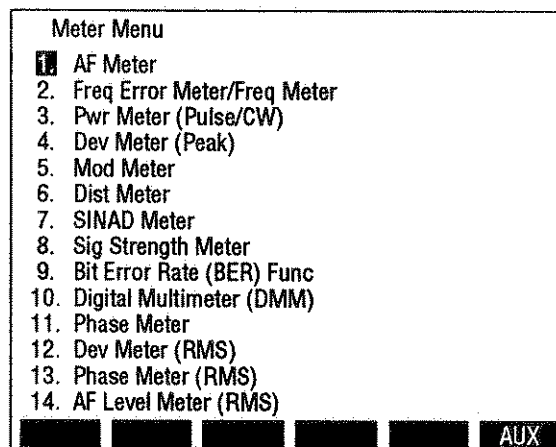 Meter Menu
1. AF Meter
2. Freq Error Meter/Freq Meter
3. Pwr Meter (Pulse/CW)
4. Dev Meter (Peak)
5. Mod Meter
6. Dist Meter
7. SINAD Meter
8. Sig Strength Meter
9. Bit Error Rate (BER) Func
10. Digital Multimeter (DMM)
11. Phase Meter
12. Dev Meter (RMS)
13. Phase Meter (RMS)
14. AF Level Meter (RMS)
AUX